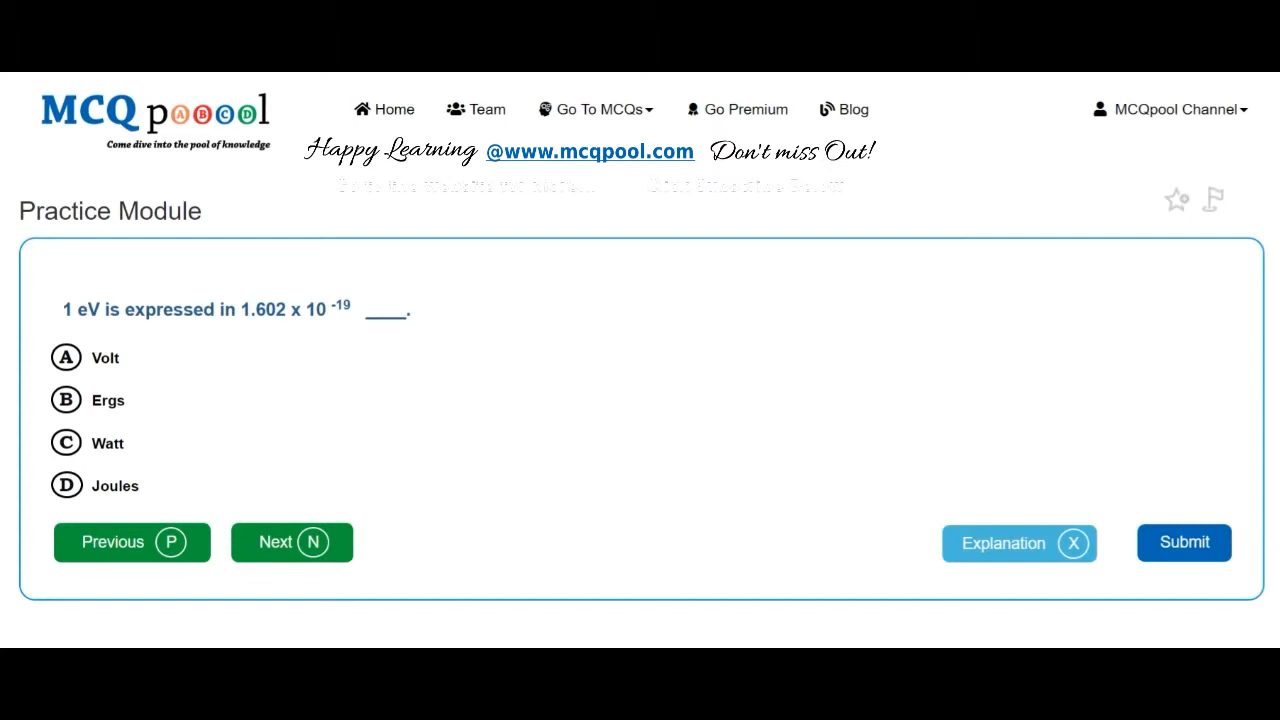 MCQ pooool
Come dive into the pool of knowledge
Home Team Go To MCQs Go Premium Blog MCQpool Channel
Happy Learning @www.mcqpool.com Don't miss Out!
Practice Module
1 eV is expressed in 1.602 x 10 -19 ____.
A Volt
B Ergs
C Watt
D Joules
Previous P Next N Explanation X Submit